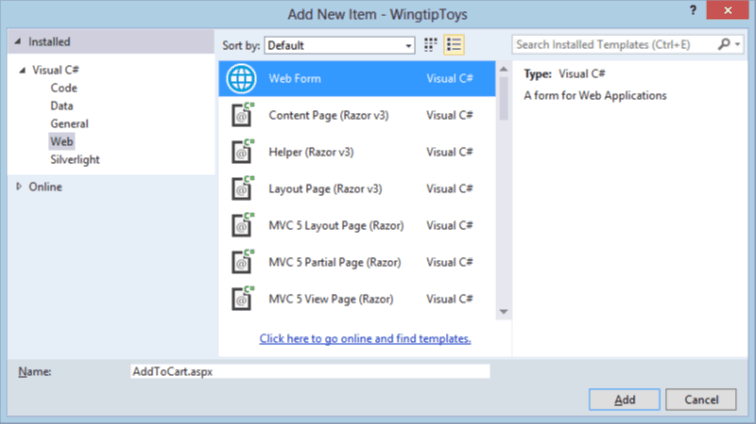 Add New Item - WingtipToys
?
Installed
Sort by: Default
Search Installed Templates (Ctrl+E)
Visual C#
Code
Data
General
Web
Silverlight
Online
Web Form Visual C#
Content Page (Razor v3) Visual C#
Helper (Razor v3) Visual C#
Layout Page (Razor v3) Visual C#
MVC 5 Layout Page (Razor) Visual C#
MVC 5 Partial Page (Razor) Visual C#
MVC 5 View Page (Razor) Visual C#
Click here to go online and find templates.
Type: Visual C#
A form for Web Applications
Name: AddToCart.aspx
Add
Cancel